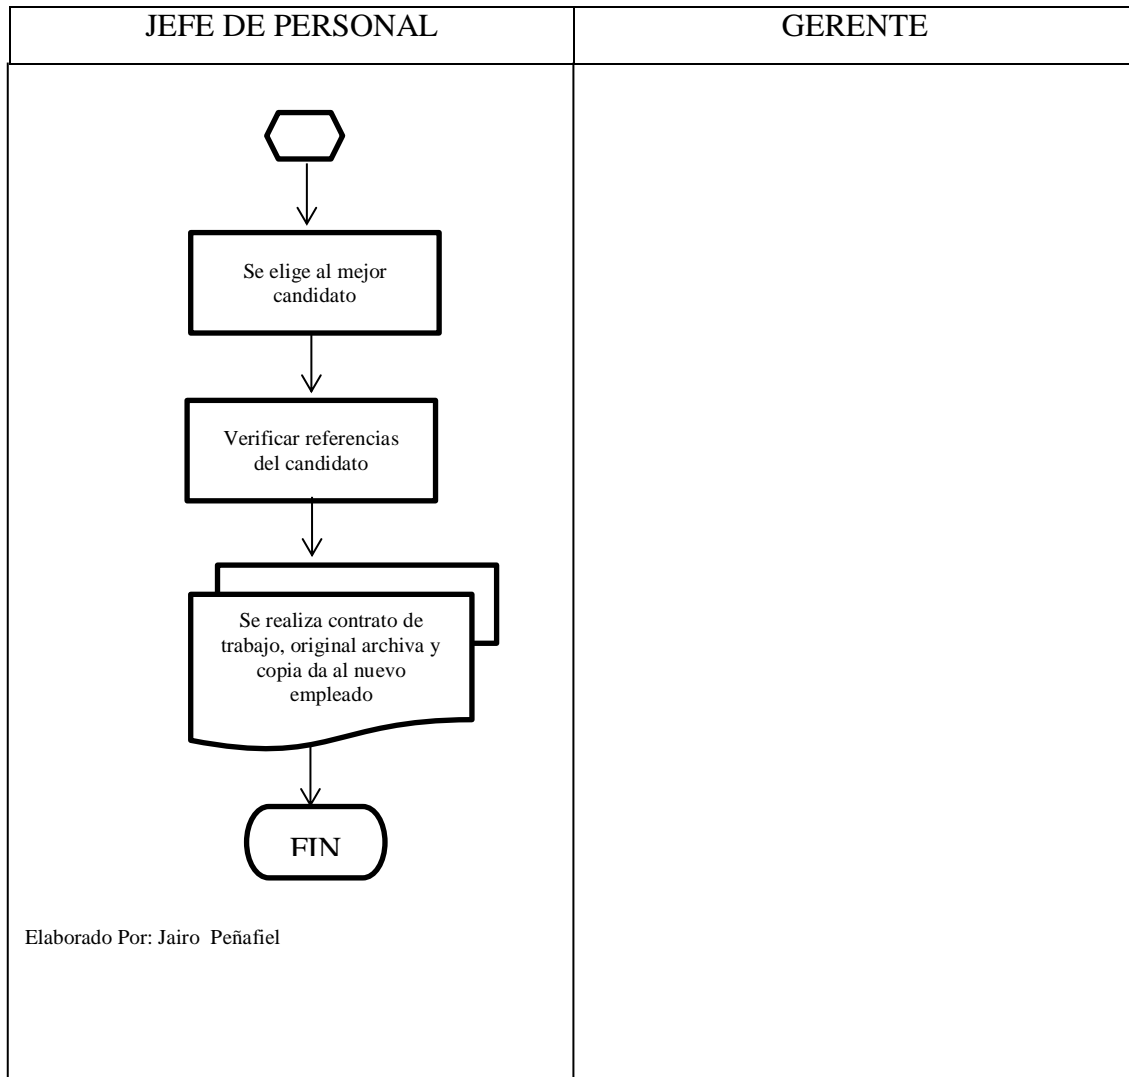 JEFE DE PERSONAL
GERENTE
Se elige al mejor
candidato
Verificar referencias
del candidato
Se realiza contrato de
trabajo, original archiva y
copia da al nuevo
empleado
FIN
Elaborado Por: Jairo  Peñafiel